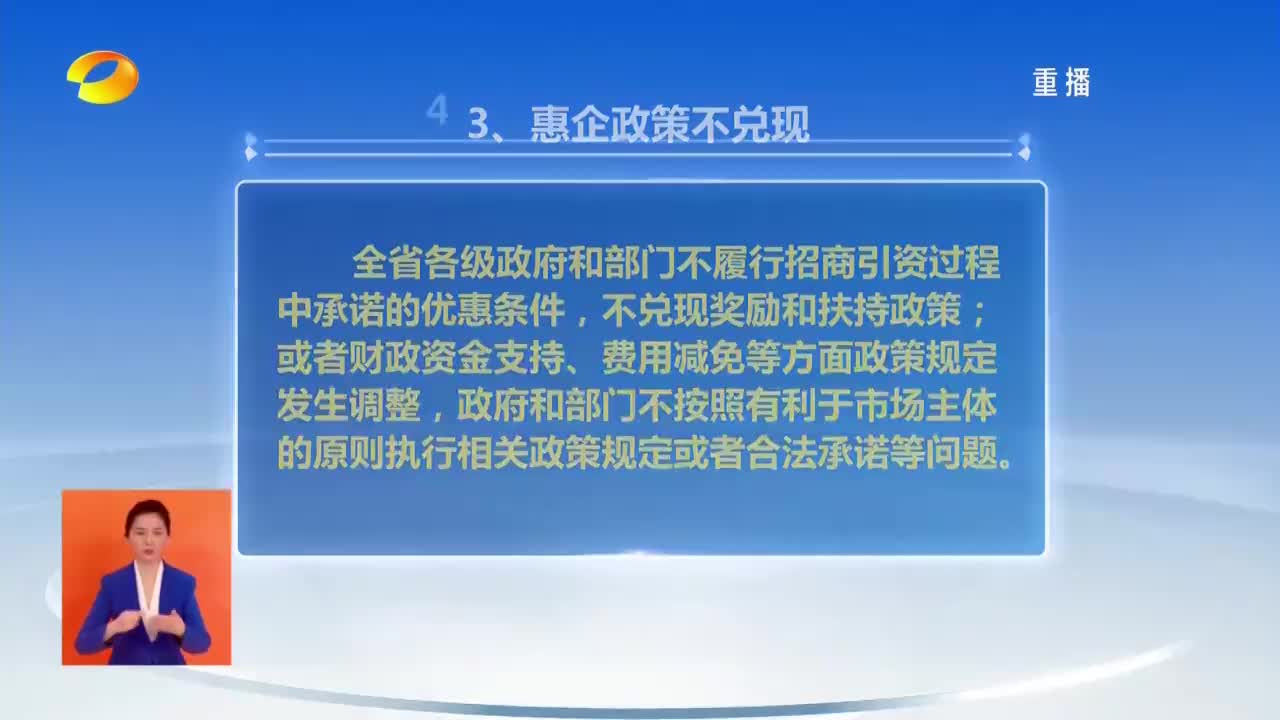 重播
4
3、惠企政策不兑现
全省各级政府和部门不履行招商引资过程
中承诺的优惠条件，不兑现奖励和扶持政策；
或者财政资金支持、费用减免等方面政策规定
发生调整，政府和部门不按照有利于市场主体
的原则执行相关政策规定或者合法承诺等问题。